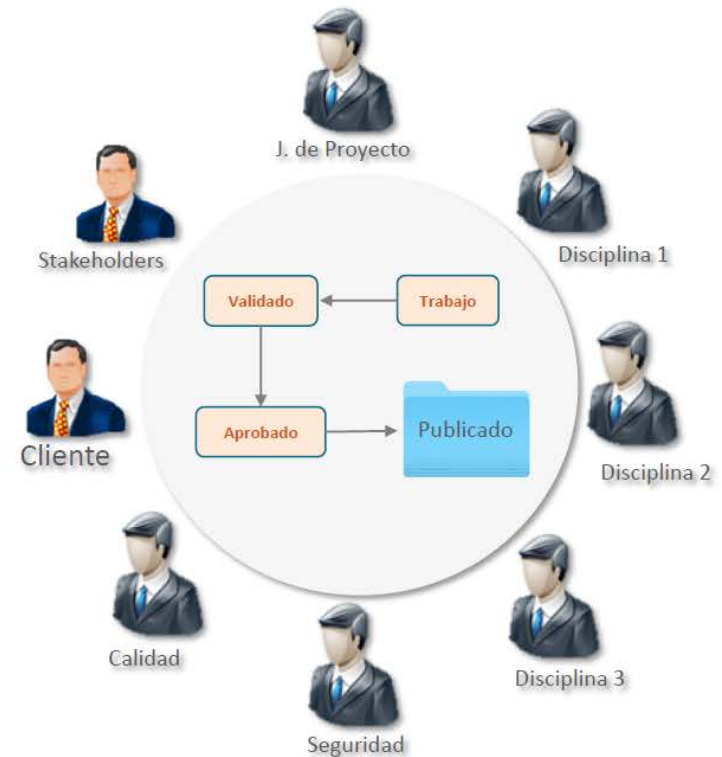 J. de Proyecto
Stakeholders
Disciplina 1
Validado
Trabajo
Cliente
Aprobado
Publicado
Disciplina 2
Calidad
Disciplina 3
Seguridad